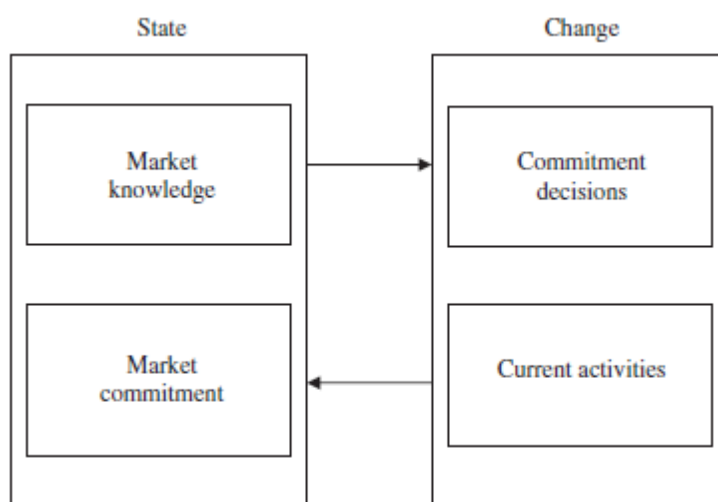 State
Change
Market
knowledge
Commitment
decisions
Market
commitment
Current activities